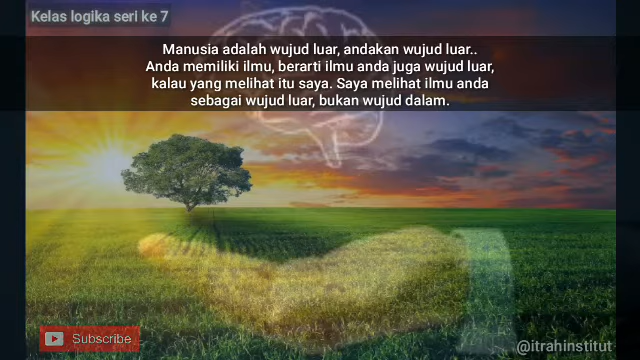 Kelas logika seri ke 7
Manusia adalah wujud luar, andakan wujud luar..
Anda memiliki ilmu, berarti ilmu anda juga wujud luar,
kalau yang melihat itu saya. Saya melihat ilmu anda
sebagai wujud luar, bukan wujud dalam.
Subscribe
@itrahinstitut